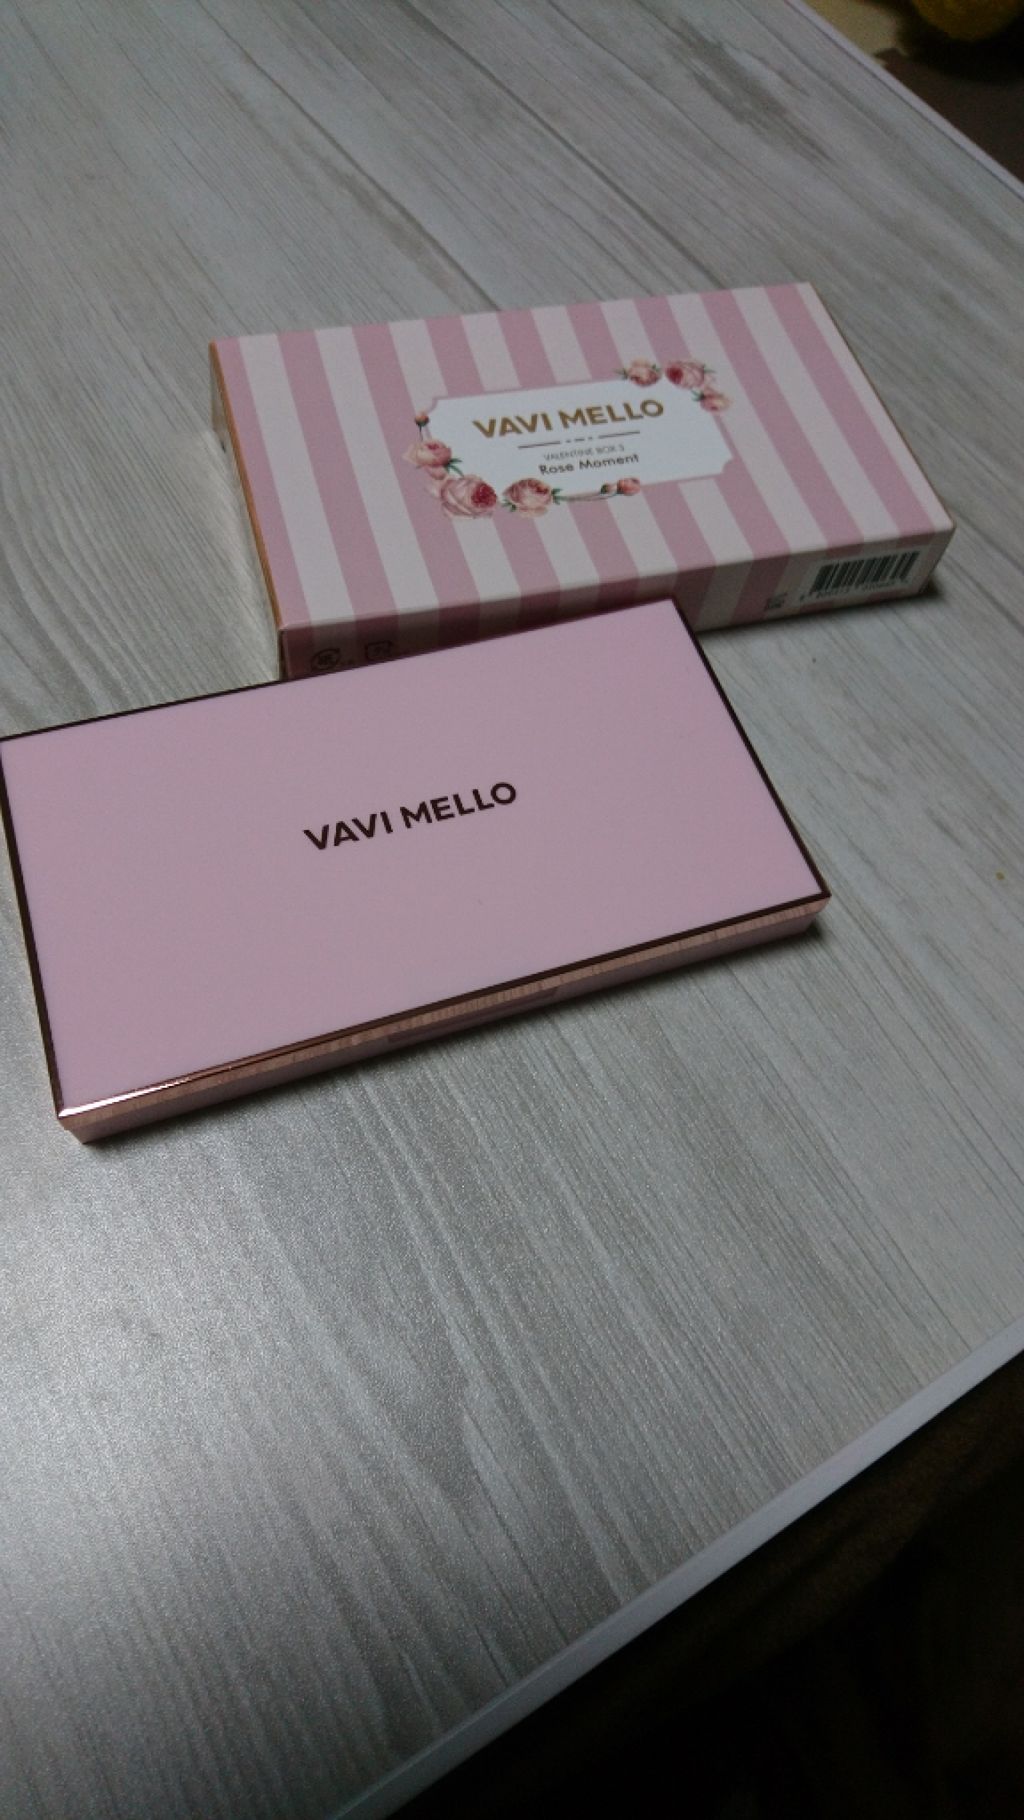 VAVI MELLO
VALENTINE BOX 3
Rose Moment
VAVI MELLO